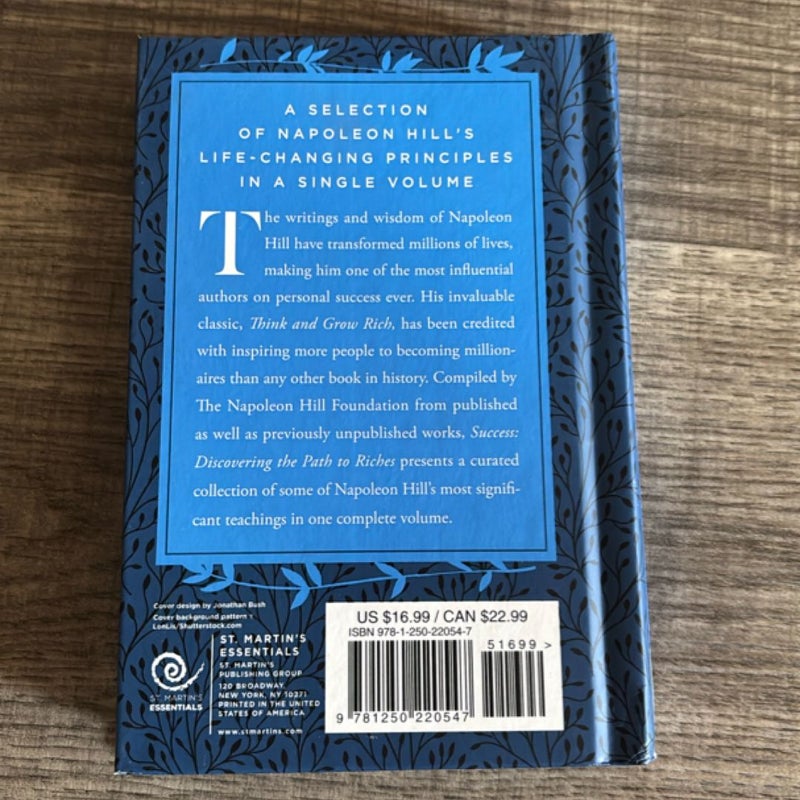 A SELECTION
OF NAPOLEON HILL'S
LIFE-CHANGING PRINCIPLES
IN A SINGLE VOLUME
The writings and wisdom of Napoleon
Hill have transformed millions of lives,
making him one of the most influential
authors on personal success ever. His invaluable
classic, Think and Grow Rich, has been credited
with inspiring more people to becoming million-
aires than any other book in history. Compiled by
The Napoleon Hill Foundation from published
as well as previously unpublished works, Success:
Discovering the Path to Riches presents a curated
collection of some of Napoleon Hill's most signifi-
cant teachings in one complete volume.
Cover design by Jonathan Bush
Cover background pattern ©
LonLis/Shutterstock.com
ST. MARTIN'S
ESSENTIALS
ST. MARTIN'S
ESSENTIALS
ST. MARTIN'S
PUBLISHING GROUP
120 BROADWAY,
NEW YORK, NY 10271
PRINTED IN THE UNITED
STATES OF AMERICA
www.stmartins.com
US $16.99 / CAN $22.99
ISBN 978-1-250-22054-7
51699 >
9 781250 220547